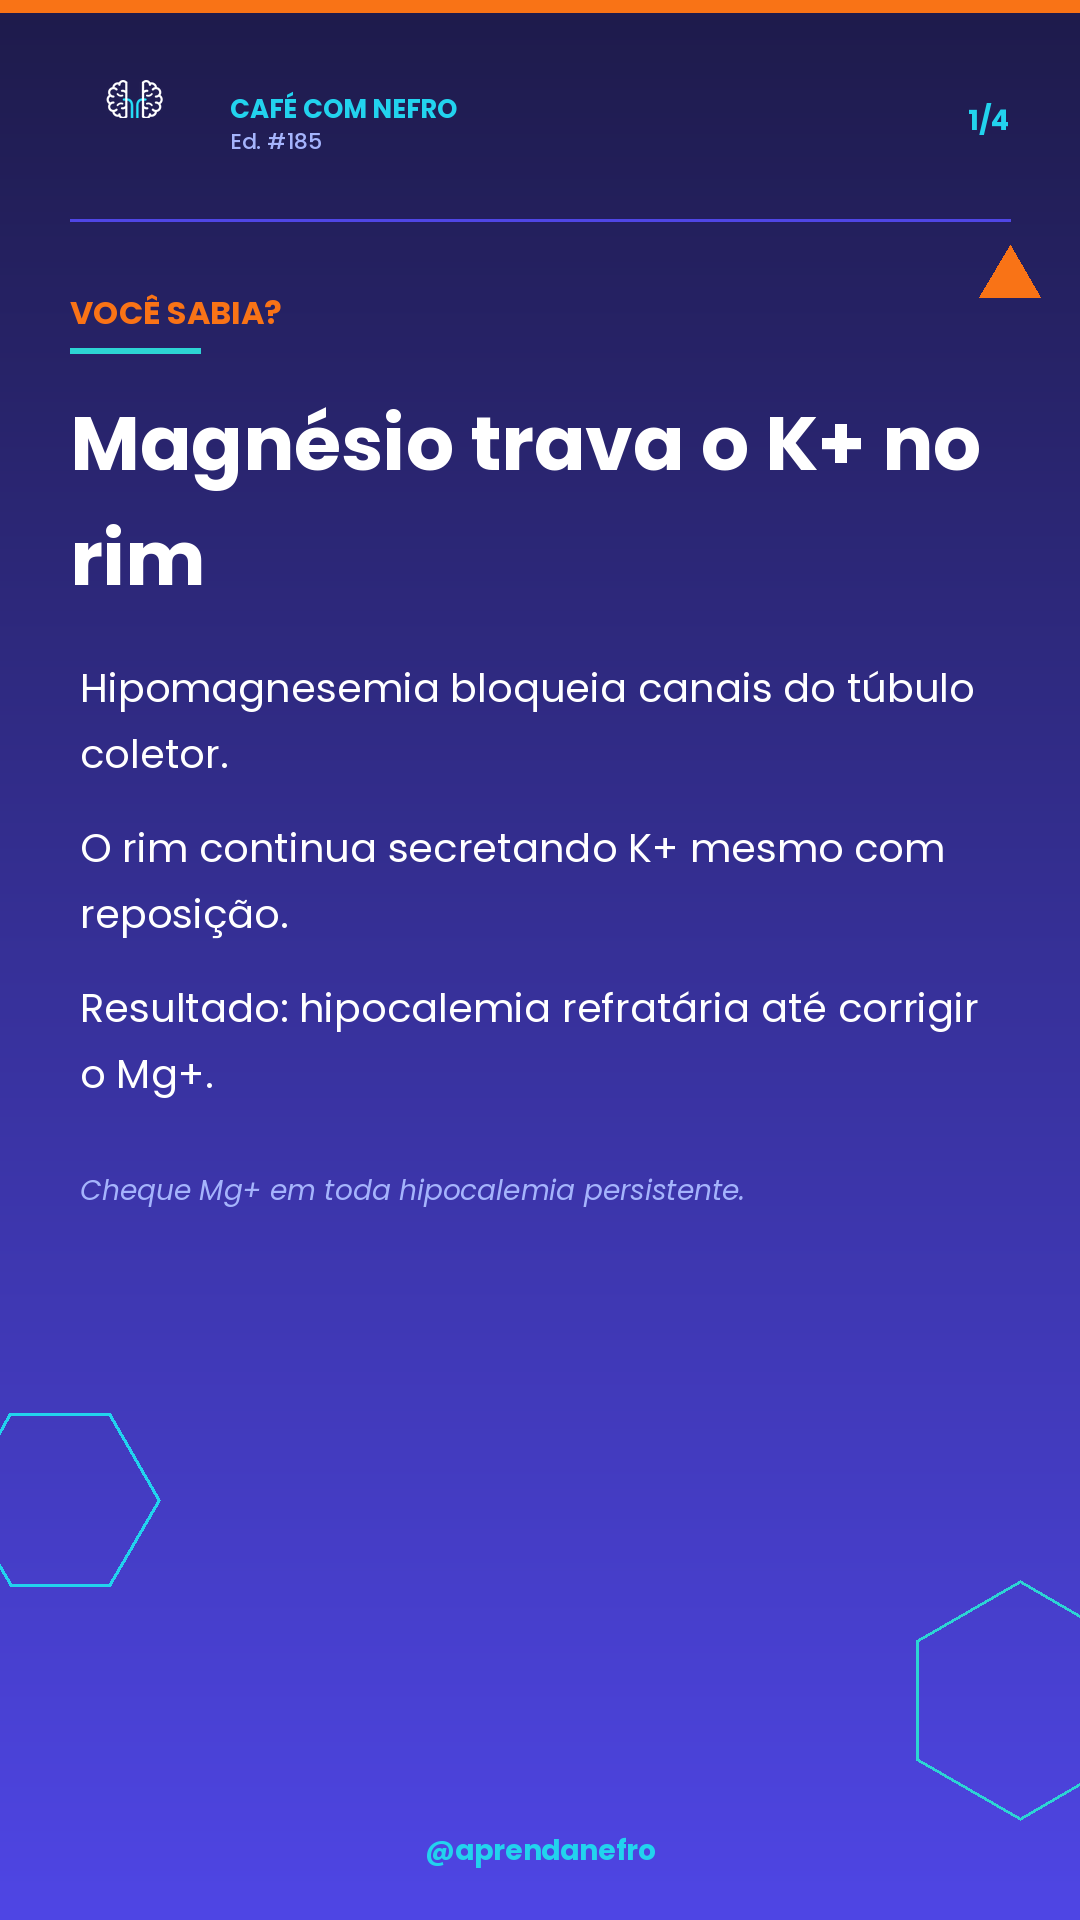 CAFÉ COM NEFRO
Ed. #185
1/4
VOCÊ SABIA?
Magnésio trava o K+ no
rim
Hipomagnesemia bloqueia canais do túbulo
coletor.
O rim continua secretando K+ mesmo com
reposição.
Resultado: hipocalemia refratária até corrigir
o Mg+.
Cheque Mg+ em toda hipocalemia persistente.
@aprendanefro